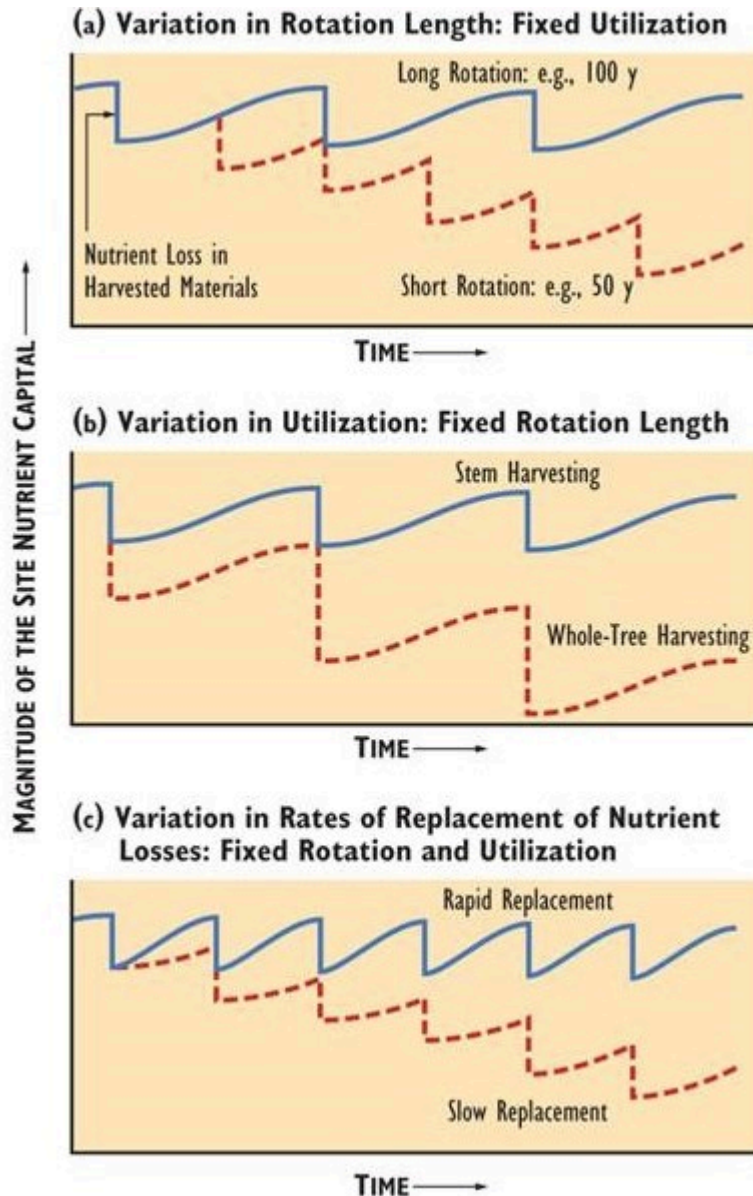 (a) Variation in Rotation Length: Fixed Utilization
Long Rotation: e.g., 100 y
Nutrient Loss in
Harvested Materials
Short Rotation: e.g., 50 y
TIME
MAGNITUDE OF THE SITE NUTRIENT CAPITAL
(b) Variation in Utilization: Fixed Rotation Length
Stem Harvesting
Whole-Tree Harvesting
TIME
(c) Variation in Rates of Replacement of Nutrient
Losses: Fixed Rotation and Utilization
Rapid Replacement
Slow Replacement
TIME